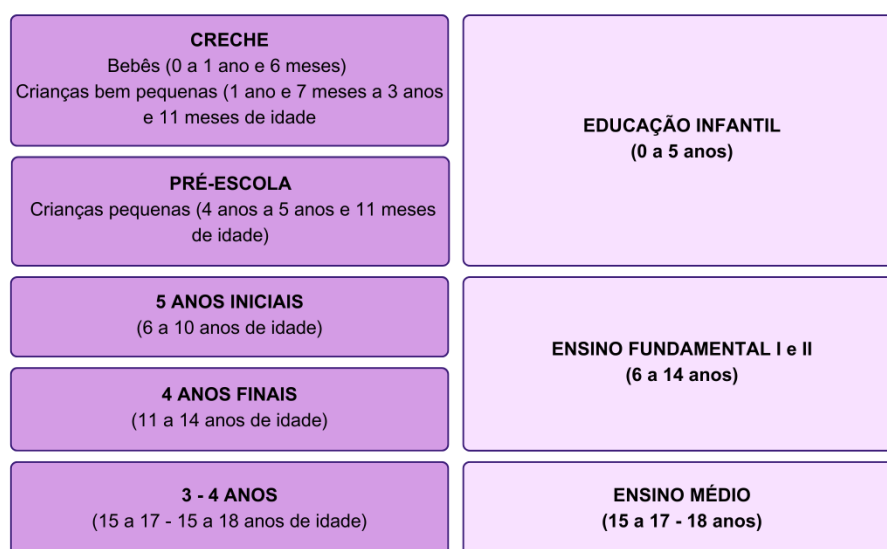 CRECHE
Bebês (0 a 1 ano e 6 meses)
Crianças bem pequenas (1 ano e 7 meses a 3 anos
e 11 meses de idade
EDUCAÇÃO INFANTIL
(0 a 5 anos)
PRÉ-ESCOLA
Crianças pequenas (4 anos a 5 anos e 11 meses
de idade)
5 ANOS INICIAIS
(6 a 10 anos de idade)
ENSINO FUNDAMENTAL I e II
(6 a 14 anos)
4 ANOS FINAIS
(11 a 14 anos de idade)
3 - 4 ANOS
(15 a 17 - 15 a 18 anos de idade)
ENSINO MÉDIO
(15 a 17 - 18 anos)